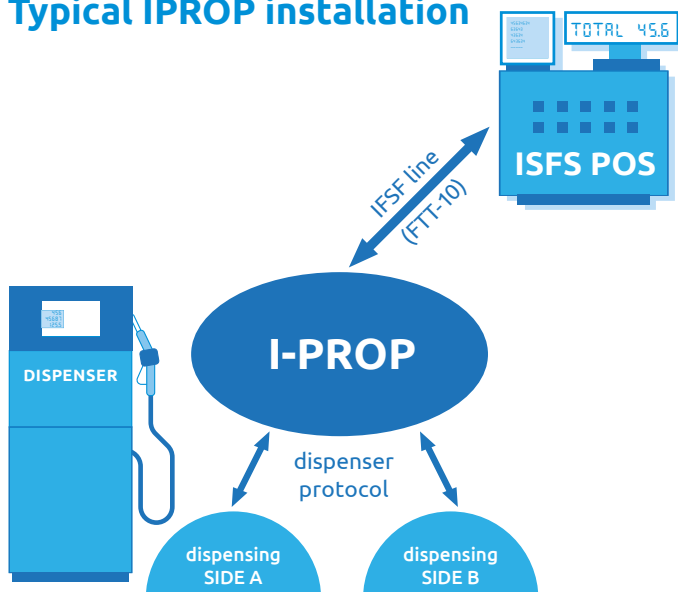 Typical IPROP installation
TOTAL 45.6
ISFS POS
IFSF line
(FTT-10)
I-PROP
DISPENSER
dispenser
protocol
dispensing
SIDE A
dispensing
SIDE B